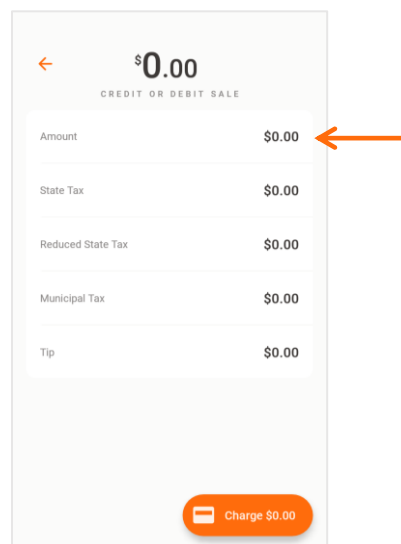 $0.00
CREDIT OR DEBIT SALE
Amount $0.00
State Tax $0.00
Reduced State Tax $0.00
Municipal Tax $0.00
Tip $0.00
Charge $0.00